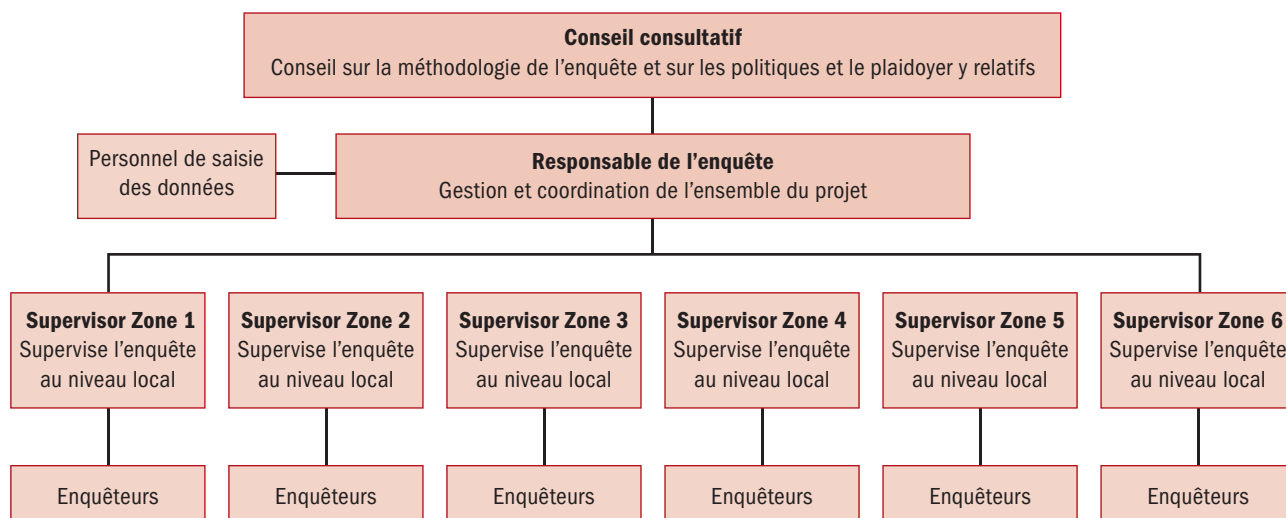 Conseil consultatif
Conseil sur la méthodologie de l'enquête et sur les politiques et le plaidoyer y relatifs
Personnel de saisie
des données
Responsable de l'enquête
Gestion et coordination de l'ensemble du projet
Supervisor Zone 1
Supervise l'enquête
au niveau local
Supervisor Zone 2
Supervise l'enquête
au niveau local
Supervisor Zone 3
Supervise l'enquête
au niveau local
Supervisor Zone 4
Supervise l'enquête
au niveau local
Supervisor Zone 5
Supervise l'enquête
au niveau local
Supervisor Zone 6
Supervise l'enquête
au niveau local
Enquêteurs
Enquêteurs
Enquêteurs
Enquêteurs
Enquêteurs
Enquêteurs